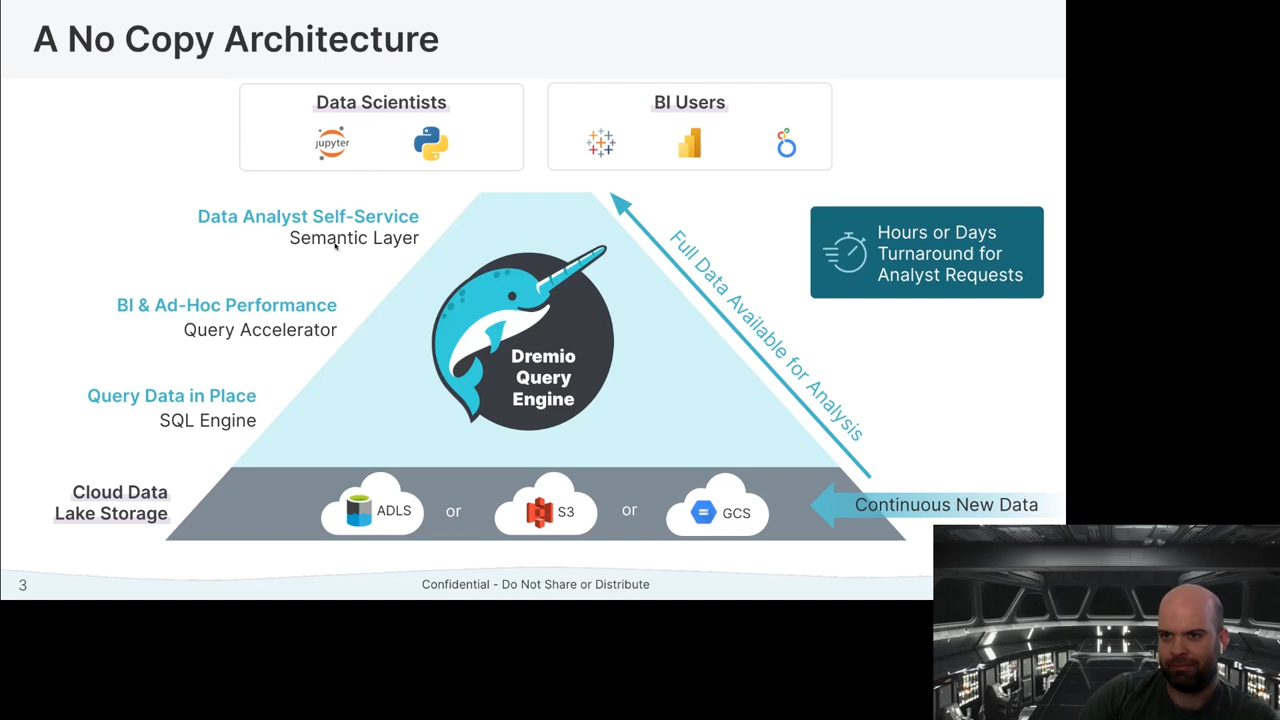 A No Copy Architecture
Data Scientists
jupyter
BI Users
Data Analyst Self-Service
Semantic Layer
BI & Ad-Hoc Performance
Query Accelerator
Query Data in Place
SQL Engine
Cloud Data
Lake Storage
Dremio
Query
Engine
Full Data Available for Analysis
Hours or Days
Turnaround for
Analyst Requests
ADLS or S3 or GCS
Continuous New Data
3
Confidential - Do Not Share or Distribute